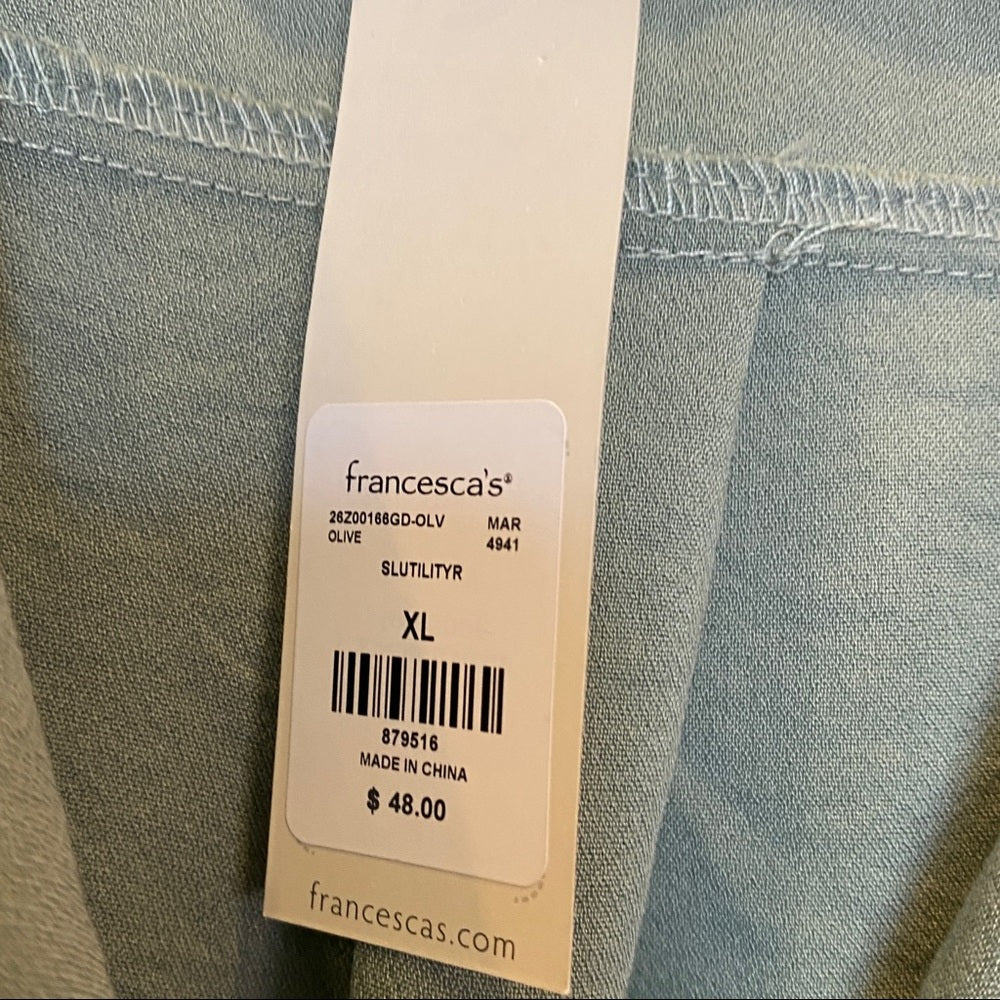 francesca's®
26Z00166GD-OLV MAR
OLIVE 4941
SLUTILITYR
XL
879516
MADE IN CHINA
$ 48.00
francescas.com